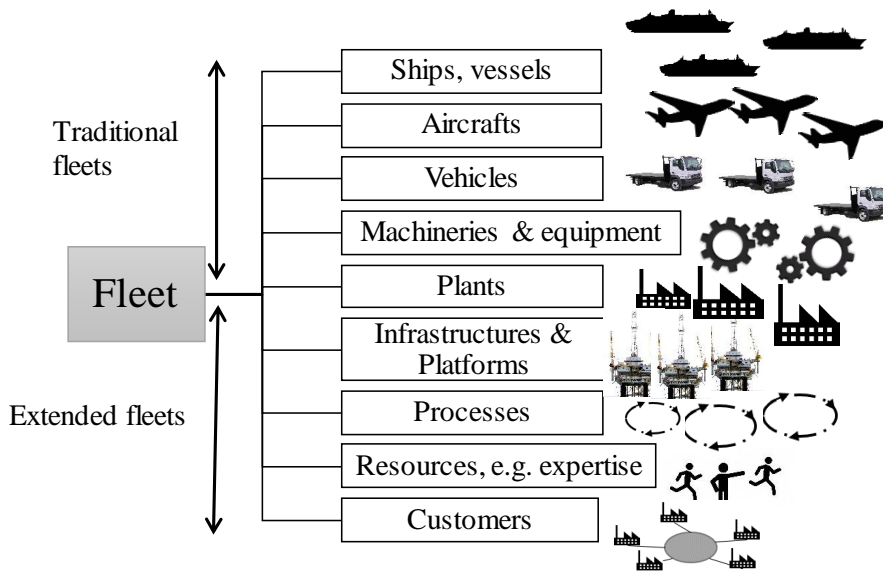 Ships, vessels
Traditional
fleets
Aircrafts
Vehicles
Machineries & equipment
Fleet
Plants
Infrastructures &
Platforms
Extended fleets
Processes
Resources, e.g. expertise
Customers